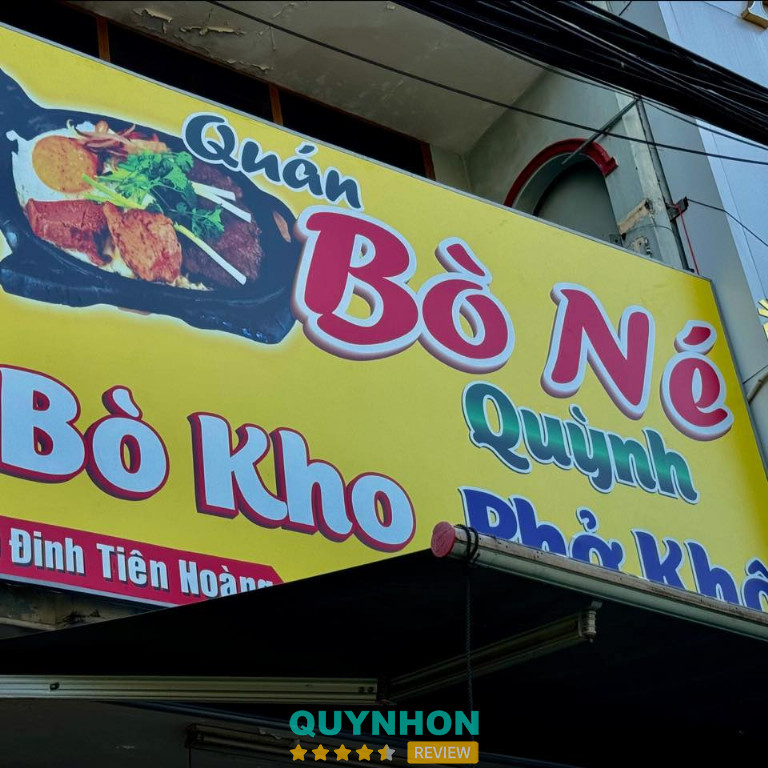 Quán
Bò Né
Quỳnh
Bò Kho
Phở Khô
Đinh Tiên Hoàng
QUYNHON
REVIEW